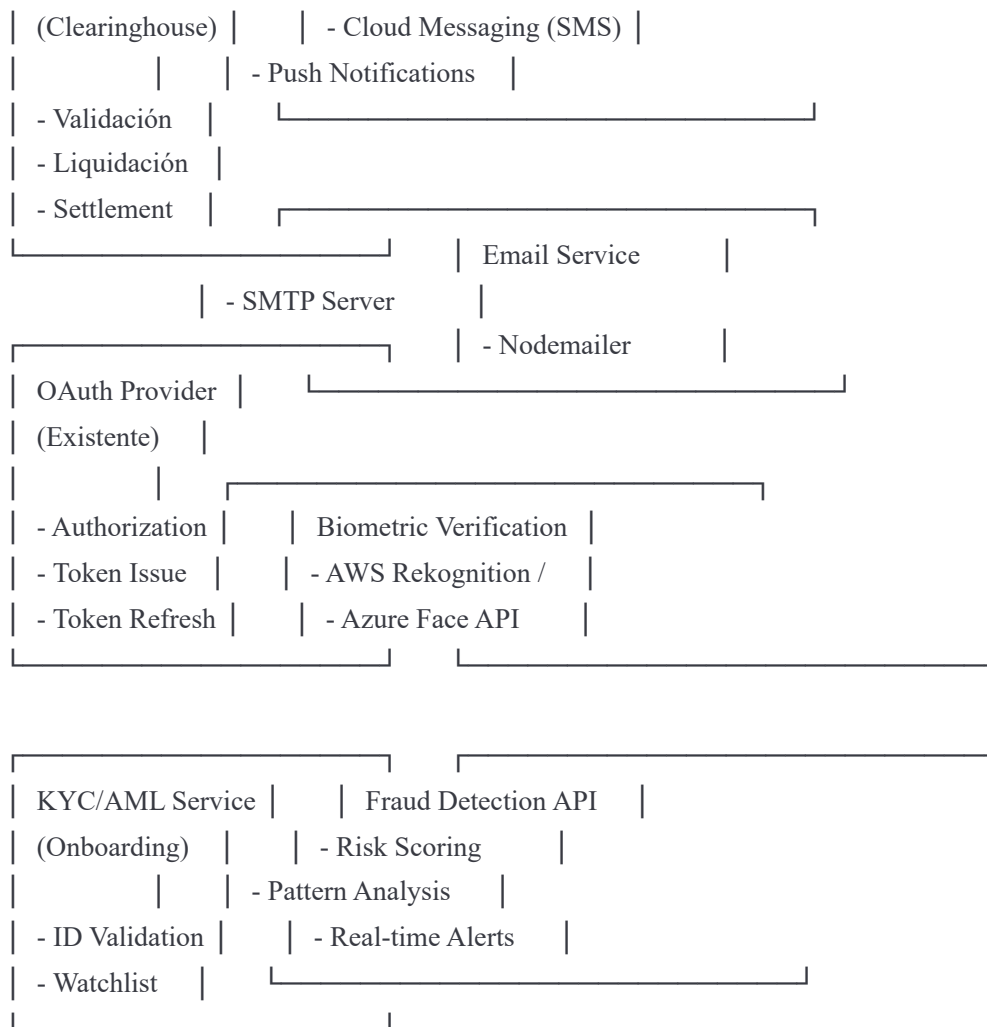 (Clearinghouse) - Cloud Messaging (SMS)
- Push Notifications
- Validación
- Liquidación
- Settlement
Email Service
- SMTP Server
- Nodemailer
OAuth Provider
(Existente)
- Authorization Biometric Verification
- Token Issue - AWS Rekognition /
- Token Refresh - Azure Face API
KYC/AML Service Fraud Detection API
(Onboarding) - Risk Scoring
- Pattern Analysis
- ID Validation - Real-time Alerts
- Watchlist